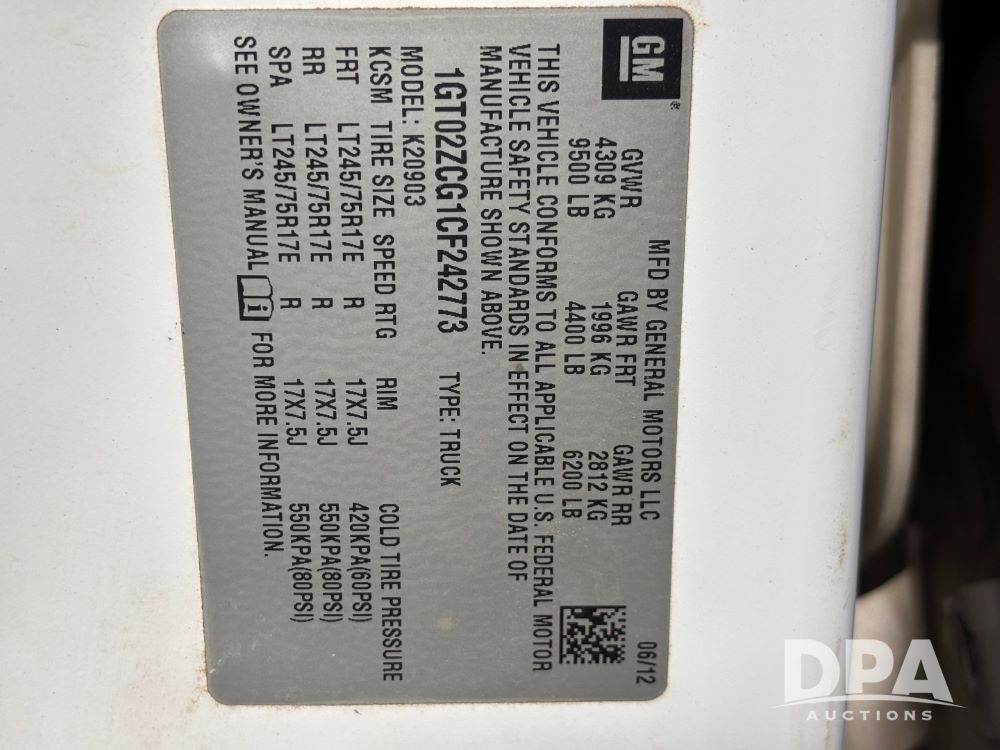 GM®
MFD BY GENERAL MOTORS LLC 06/12
GVWR GAWR FRT GAWR RR
4309 KG 1996 KG 2812 KG
9500 LB 4400 LB 6200 LB
THIS VEHICLE CONFORMS TO ALL APPLICABLE U.S. FEDERAL MOTOR
VEHICLE SAFETY STANDARDS IN EFFECT ON THE DATE OF
MANUFACTURE SHOWN ABOVE.
1GT02ZCG1CF242773 TYPE: TRUCK
MODEL: K20903
KCSM TIRE SIZE SPEED RTG RIM COLD TIRE PRESSURE
FRT LT245/75R17E R 17X7.5J 420KPA(60PSI)
RR LT245/75R17E R 17X7.5J 550KPA(80PSI)
SPA LT245/75R17E R 17X7.5J 550KPA(80PSI)
SEE OWNER'S MANUAL i FOR MORE INFORMATION.
DPA
AUCTIONS